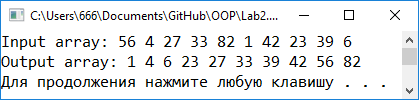 C:\Users\666\Documents\GitHub\OOP\Lab2....
Input array: 56 4 27 33 82 1 42 23 39 6
Output array: 1 4 6 23 27 33 39 42 56 82
Для продолжения нажмите любую клавишу . . .